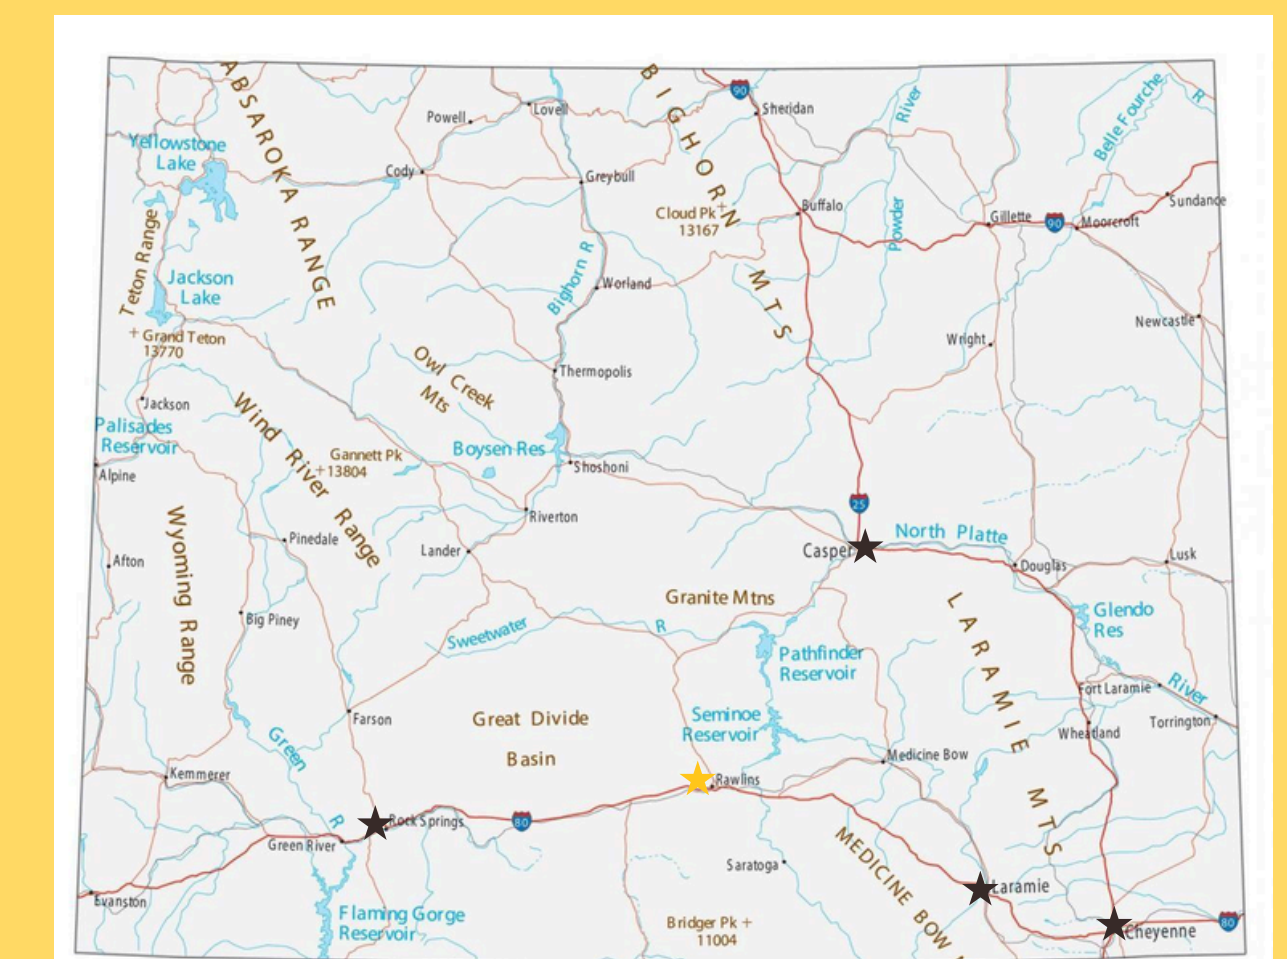 ABSAROKA RANGE
BIGHORN
MTS
90
Sheridan
River
Belle Fourche
R
Powell
Lovell
Yellowstone
Lake
Cody
Greybull
Cloud Pk
13167
Buffalo
Powder
Gillette
90
Moorcroft
Sundance
Teton Range
Jackson
Lake
Bighorn R
Worland
Grand Teton
13770
Wright
Newcastle
Owl Creek
Mts
Thermopolis
Jackson
Palisades
Reservoir
Wind River Range
Gannett Pk
13804
Boysen Res
Shoshoni
Alpine
25
Riverton
North Platte
Casper
Wyoming Range
Pinedale
Lander
Afton
Douglas
Lusk
Granite Mtns
Big Piney
Sweetwater
R
LARAMIE
MTS
Glendo
Res
Pathfinder
Reservoir
Fort Laramie
River
Farson
Great Divide
Basin
Seminoe
Reservoir
Wheatland
Torrington
Green
R
Medicine Bow
Kemmerer
Rawlins
Rock Springs
80
Green River
MEDICINE BOW
Saratoga
Laramie
Evanston
Flaming Gorge
Reservoir
Bridger Pk
11004
Cheyenne
80